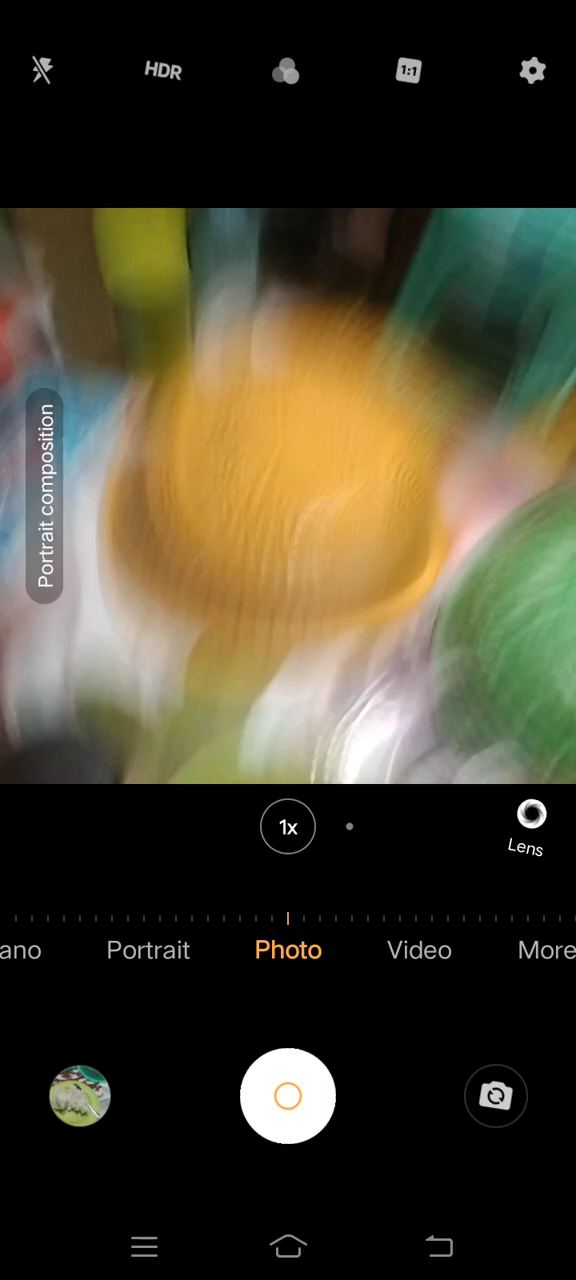 HDR
1:1
Portrait composition
1x
Lens
ano
Portrait
Photo
Video
More